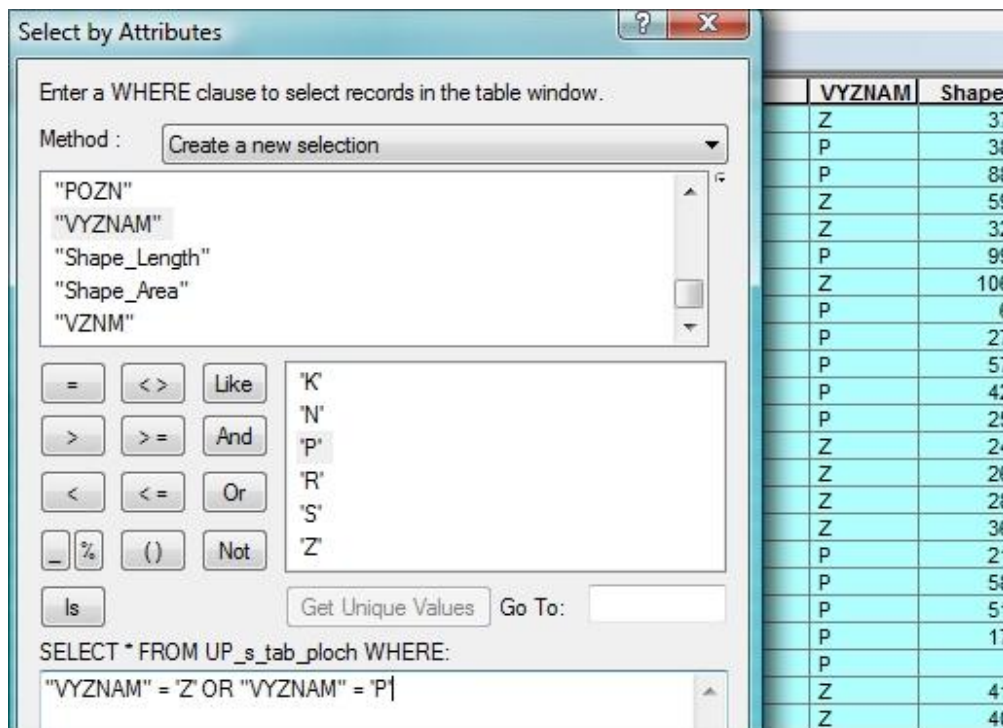 Select by Attributes
?
X
Enter a WHERE clause to select records in the table window.
Method :
Create a new selection
"POZN"
"VYZNAM"
"Shape_Length"
"Shape_Area"
"VZNM"
=
< >
Like
>
> =
And
<
< =
Or
_
%
( )
Not
Is
'K'
'N'
'P'
'R'
'S'
'Z'
Get Unique Values
Go To:
SELECT * FROM UP_s_tab_ploch WHERE:
"VYZNAM" = 'Z' OR "VYZNAM" = 'P'
VYZNAM Shape
Z
P
P
Z
Z
P
Z 106
P
P
P
P
P
Z
Z
Z
Z
P
P
P
P
P
Z
Z